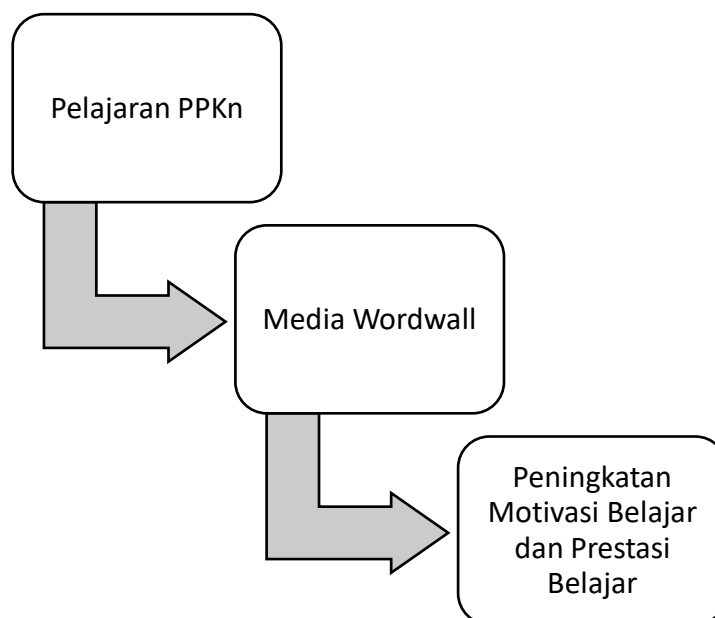 Pelajaran PPKn
Media Wordwall
Peningkatan
Motivasi Belajar
dan Prestasi
Belajar